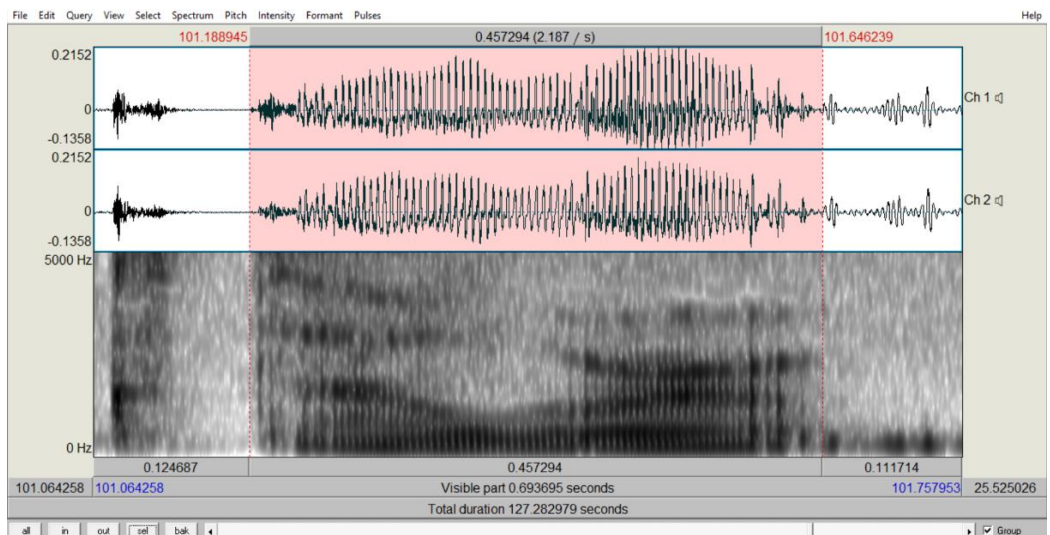 File Edit Query View Select Spectrum Pitch Intensity Formant Pulses Help
101.188945 0.457294 (2.187 / s) 101.646239
0.2152
0
-0.1358
Ch 1
0.2152
0
-0.1358
Ch 2
5000 Hz
0 Hz
0.124687 0.457294 0.111714
101.064258 101.064258 Visible part 0.693695 seconds 101.757953 25.525026
Total duration 127.282979 seconds
all in out sel bak Group